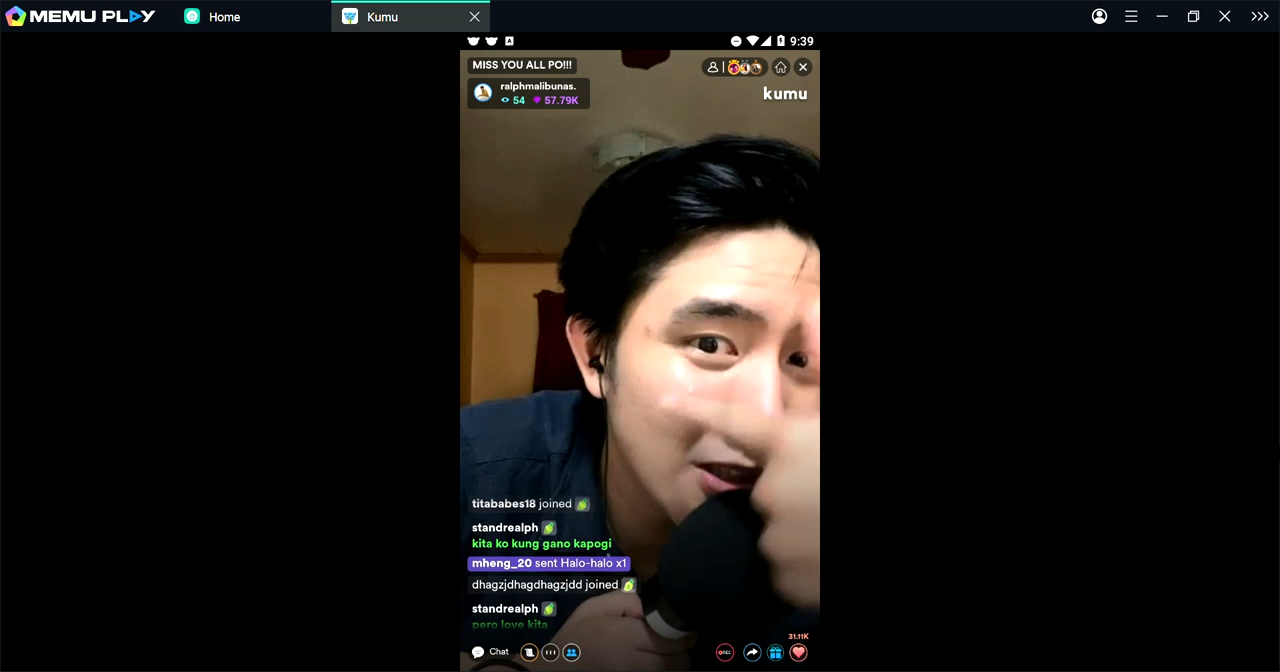 MEMU PLAY
Home
Kumu
A
9:39
MISS YOU ALL PO!!!
ralphmalibunas.
54 57.79K
kumu
titababes18 joined
standrealph
kita ko kung gano kapogi
mheng_20 sent Halo-halo x1
dhagzjdhagdhagzjdd joined
standrealph
pero love kita
31.11K
Chat
REC